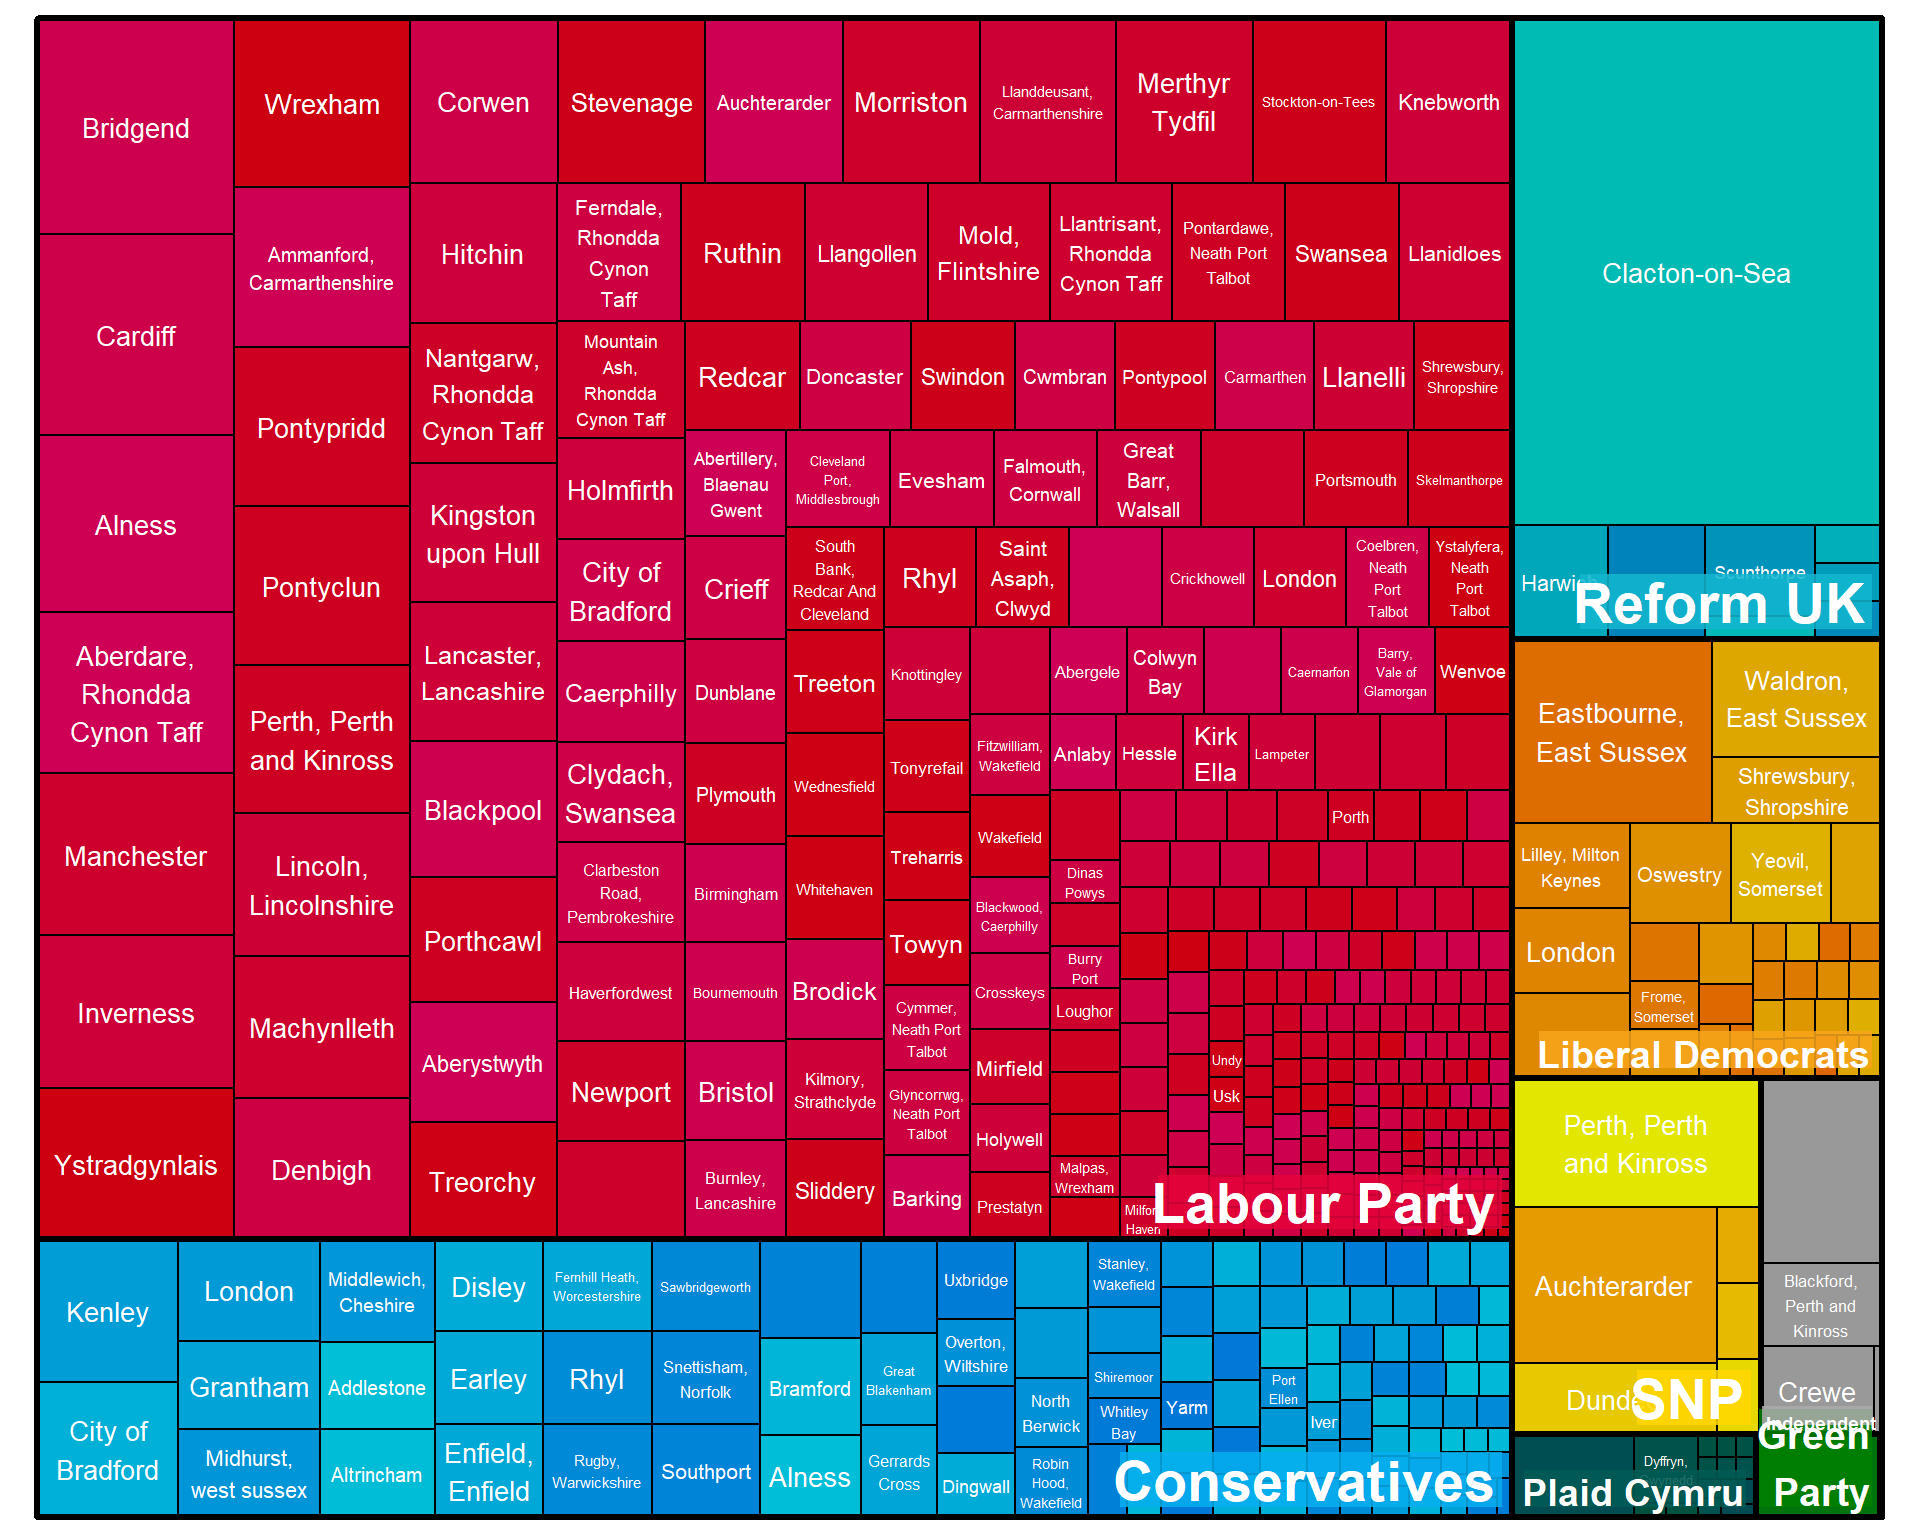 Bridgend
Cardiff
Alness
Aberdare,
Rhondda
Cynon Taff
Manchester
Inverness
Ystradgynlais
Wrexham
Ammanford,
Carmarthenshire
Pontypridd
Pontyclun
Perth, Perth
and Kinross
Lincoln,
Lincolnshire
Machynlleth
Denbigh
Corwen
Stevenage
Auchterarder
Morriston
Llanddeusant,
Carmarthenshire
Merthyr
Tydfil
Stockton-on-Tees
Knebworth
Hitchin
Nantgarw,
Rhondda
Cynon Taff
Kingston
upon Hull
Lancaster,
Lancashire
Blackpool
Porthcawl
Aberystwyth
Treorchy
Ferndale,
Rhondda
Cynon
Taff
Ruthin
Llangollen
Mold,
Flintshire
Llantrisant,
Rhondda
Cynon Taff
Pontardawe,
Neath Port
Talbot
Swansea
Llanidloes
Mountain
Ash,
Rhondda
Cynon Taff
Holmfirth
City of
Bradford
Caerphilly
Clydach,
Swansea
Clarbeston
Road,
Pembrokeshire
Haverfordwest
Newport
Redcar
Doncaster
Swindon
Cwmbran
Pontypool
Carmarthen
Llanelli
Shrewsbury,
Shropshire
Abertillery,
Blaenau
Gwent
Crieff
Dunblane
Plymouth
Birmingham
Bournemouth
Bristol
Burnley,
Lancashire
Cleveland
Port,
Middlesbrough
Evesham
Falmouth,
Cornwall
Great
Barr,
Walsall
Portsmouth
Skelmanthorpe
South
Bank,
Redcar And
Cleveland
Treeton
Wednesfield
Whitehaven
Brodick
Kilmory,
Strathclyde
Sliddery
Rhyl
Saint
Asaph,
Clwyd
Crickhowell
London
Coelbren,
Neath
Port
Talbot
Ystalyfera,
Neath
Port
Talbot
Knottingley
Tonyrefail
Treharris
Towyn
Cymmer,
Neath Port
Talbot
Glyncorrwg,
Neath Port
Talbot
Barking
Fitzwilliam,
Wakefield
Wakefield
Blackwood,
Caerphilly
Crosskeys
Mirfield
Holywell
Prestatyn
Abergele
Colwyn
Bay
Caernarfon
Barry,
Vale of
Glamorgan
Wenvoe
Anlaby
Hessle
Kirk
Ella
Lampeter
Porth
Dinas
Powys
Burry
Port
Loughor
Malpas,
Wrexham
Milford
Haven
Undy
Usk
Labour Party
Kenley
City of
Bradford
London
Grantham
Midhurst,
west sussex
Middlewich,
Cheshire
Addlestone
Altrincham
Disley
Earley
Enfield,
Enfield
Fernhill Heath,
Worcestershire
Rhyl
Rugby,
Warwickshire
Sawbridgeworth
Snettisham,
Norfolk
Southport
Bramford
Alness
Great
Blakenham
Gerrards
Cross
Uxbridge
Overton,
Wiltshire
Dingwall
North
Berwick
Robin
Hood,
Wakefield
Stanley,
Wakefield
Shiremoor
Whitley
Bay
Yarm
Port
Ellen
Iver
Conservatives
Clacton-on-Sea
Harwich
Scunthorpe
Reform UK
Eastbourne,
East Sussex
Waldron,
East Sussex
Shrewsbury,
Shropshire
Lilley, Milton
Keynes
London
Oswestry
Yeovil,
Somerset
Frome,
Somerset
Liberal Democrats
Perth, Perth
and Kinross
Auchterarder
Dundee
SNP
Blackford,
Perth and
Kinross
Crewe
Independent
Dyffryn,
Gwynedd
Plaid Cymru
Green
Party